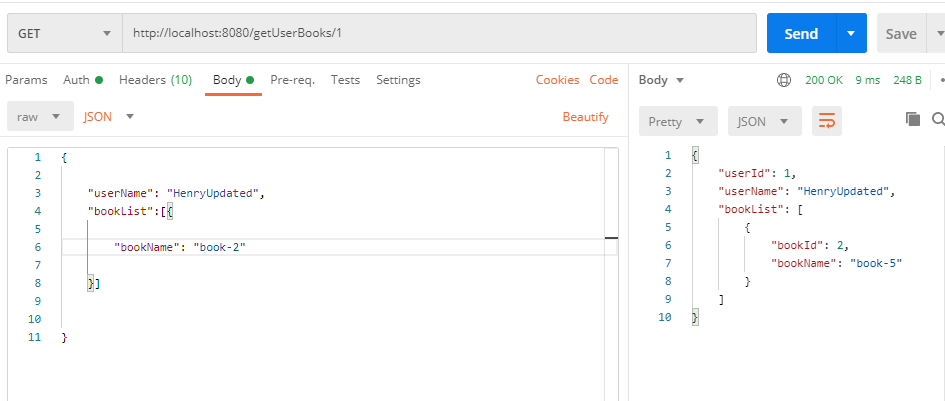 GET http://localhost:8080/getUserBooks/1 Send Save
Params Auth Headers (10) Body Pre-req. Tests Settings Cookies Code
raw JSON Beautify
1 {
2
3 "userName": "HenryUpdated",
4 "bookList":[{
5
6 "bookName": "book-2"
7
8 }]
9
10
11 }
Body 200 OK 9 ms 248 B
Pretty JSON
1 {
2 "userId": 1,
3 "userName": "HenryUpdated",
4 "bookList": [
5 {
6 "bookId": 2,
7 "bookName": "book-5"
8 }
9 ]
10 }